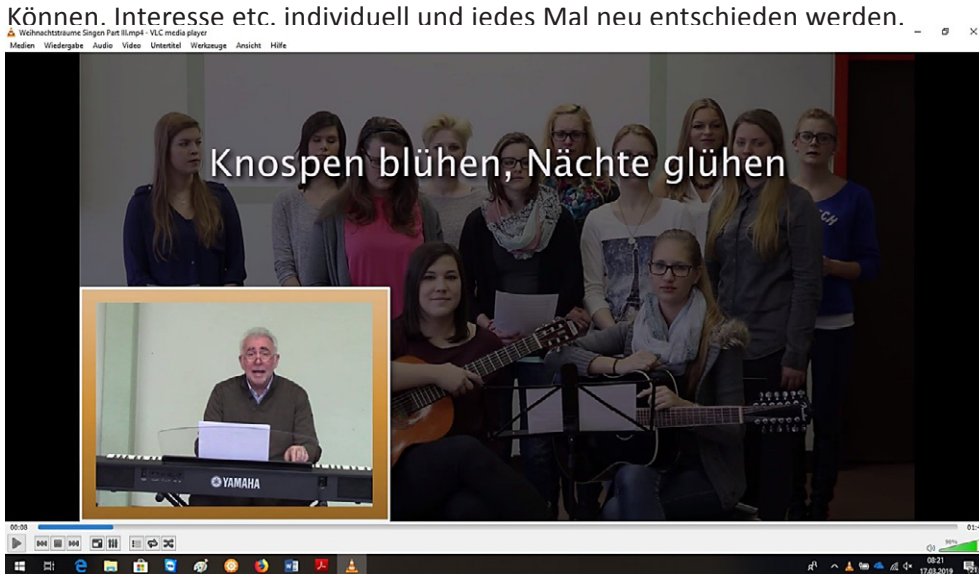 Können, Interesse etc. individuell und jedes Mal neu entschieden werden.
Weihnachtsträume Singen Part III.mp4 - VLC media player
Medien Wiedergabe Audio Video Untertitel Werkzeuge Ansicht Hilfe
Knospen blühen, Nächte glühen
YAMAHA
00:08
90%
08:21
17.03.2019